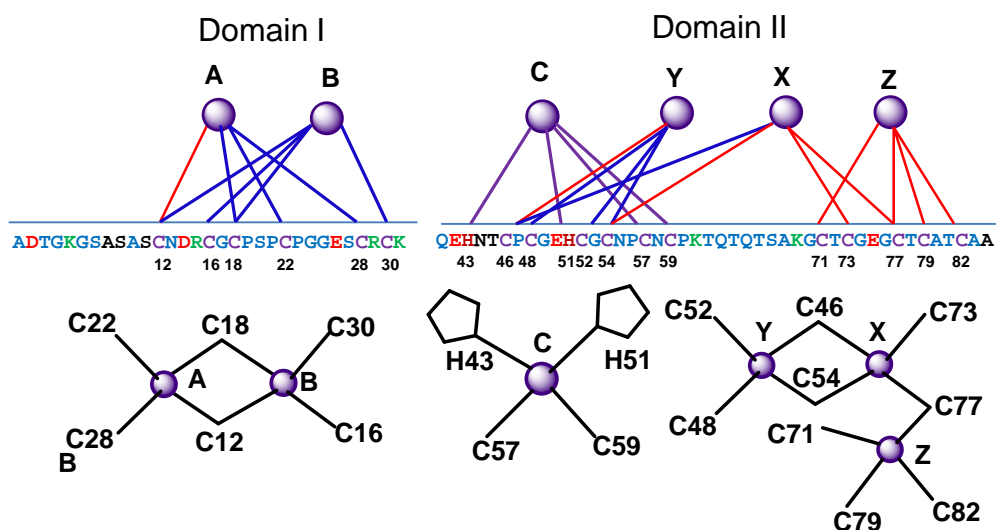 Domain I
Domain II
A
B
C
Y
X
Z
ADTGKGSASASCNDRCGCPSPCPGGESCRCK
QEHNTCPCGEHCGCNPCNCPKTQTQTSAKGCTCGEGCTCATCAA
12 16 18 22 28 30
43 46 48 51 52 54 57 59 71 73 77 79 82
C22
C18
C30
A
B
C28
C12
C16
B
H43
C
H51
C57
C59
C52
C46
C73
Y
X
C54
C48
C77
C71
Z
C79
C82